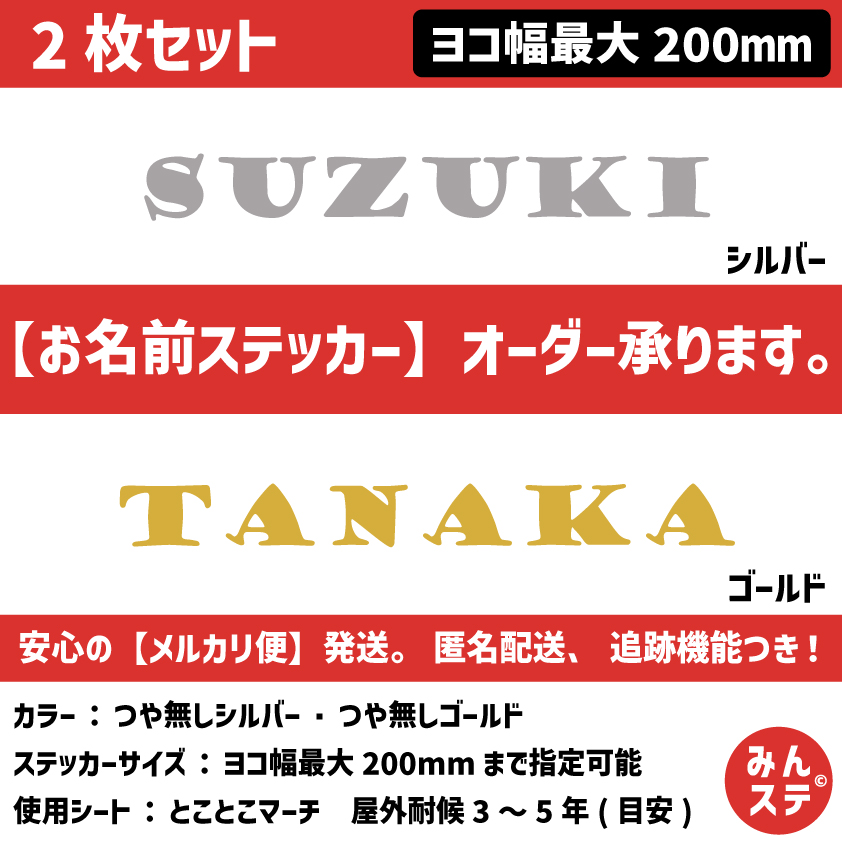 2枚セット
ヨコ幅最大 200mm
SUZUKI
シルバー
【お名前ステッカー】 オーダー承ります。
TANAKA
ゴールド
安心の【メルカリ便】発送。 匿名配送、 追跡機能つき！
カラー : つや無しシルバー ・ つや無しゴールド
ステッカーサイズ : ヨコ幅最大 200mm まで指定可能
使用シート : とことこマーチ 屋外耐候 3 ～ 5 年 ( 目安 )
みん
ステ©